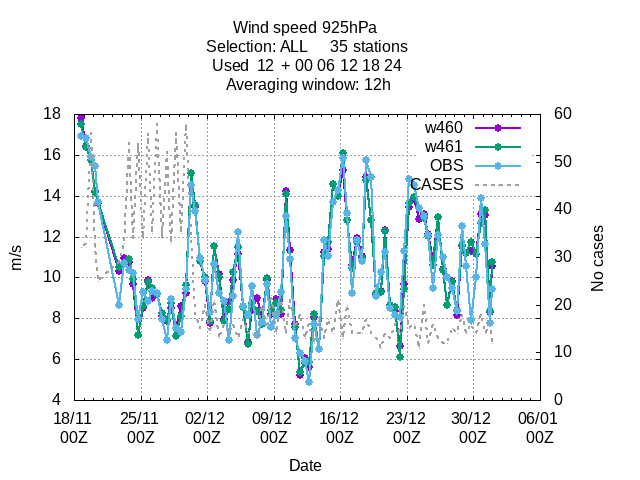 Wind speed 925hPa
Selection: ALL 35 stations
Used 12 + 00 06 12 18 24
Averaging window: 12h
18
16
14
12
10
8
6
4
m/s
60
50
40
30
20
10
0
No cases
w460
w461
OBS
CASES
18/11 25/11 02/12 09/12 16/12 23/12 30/12 06/01
00Z 00Z 00Z 00Z 00Z 00Z 00Z 00Z
Date